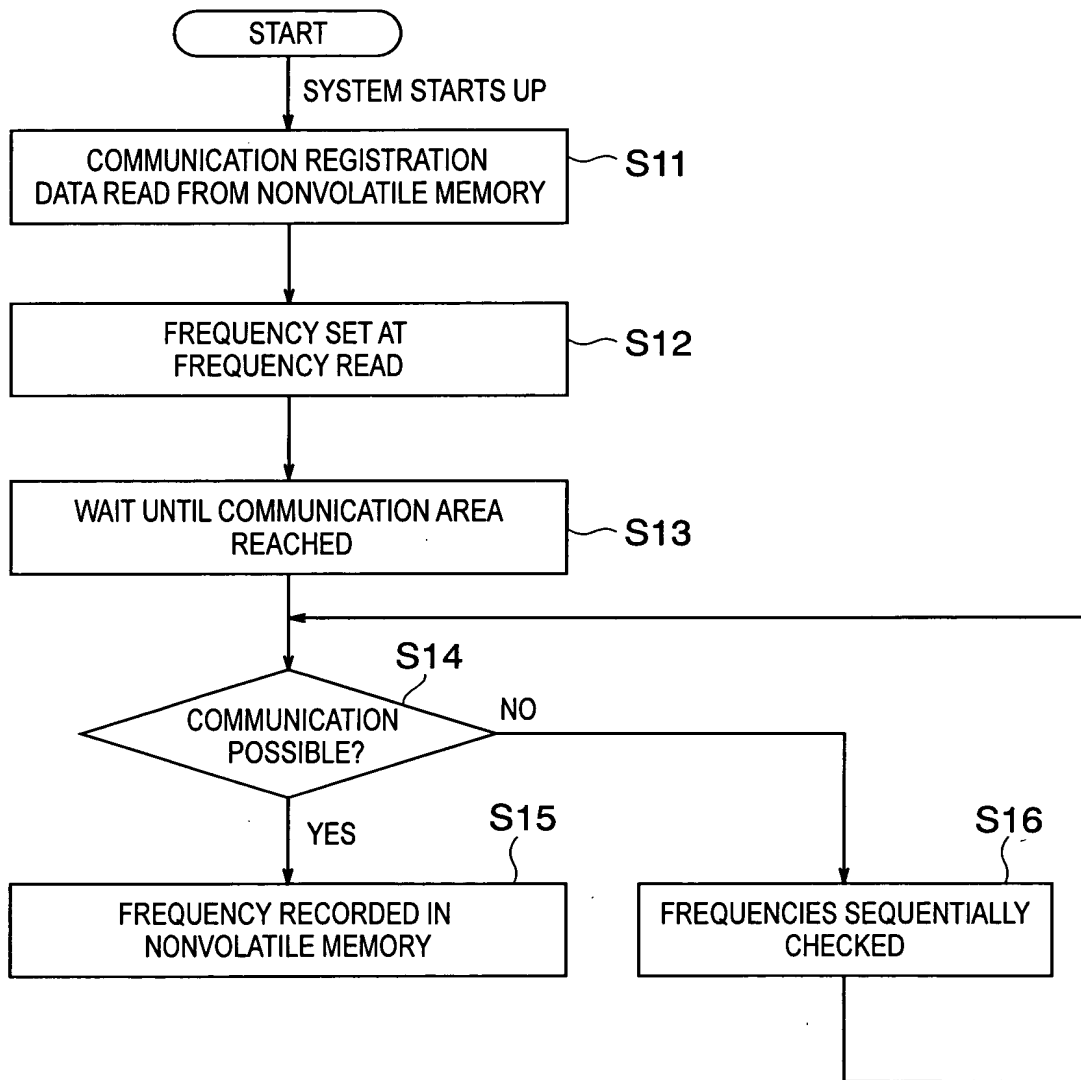 START
SYSTEM STARTS UP
COMMUNICATION REGISTRATION
DATA READ FROM NONVOLATILE MEMORY
S11
FREQUENCY SET AT
FREQUENCY READ
S12
WAIT UNTIL COMMUNICATION AREA
REACHED
S13
S14
COMMUNICATION
POSSIBLE?
NO
YES
S15
FREQUENCY RECORDED IN
NONVOLATILE MEMORY
S16
FREQUENCIES SEQUENTIALLY
CHECKED